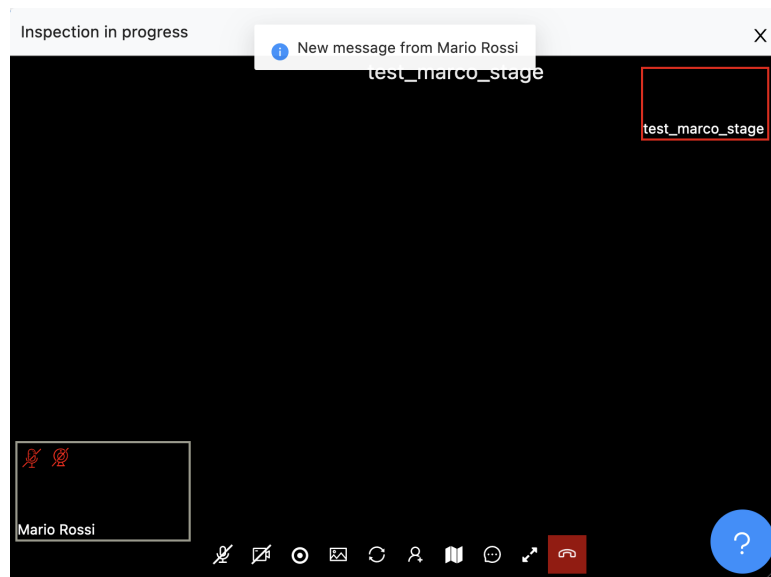 Inspection in progress
New message from Mario Rossi
X
test_marco_stage
test_marco_stage
Mario Rossi
?